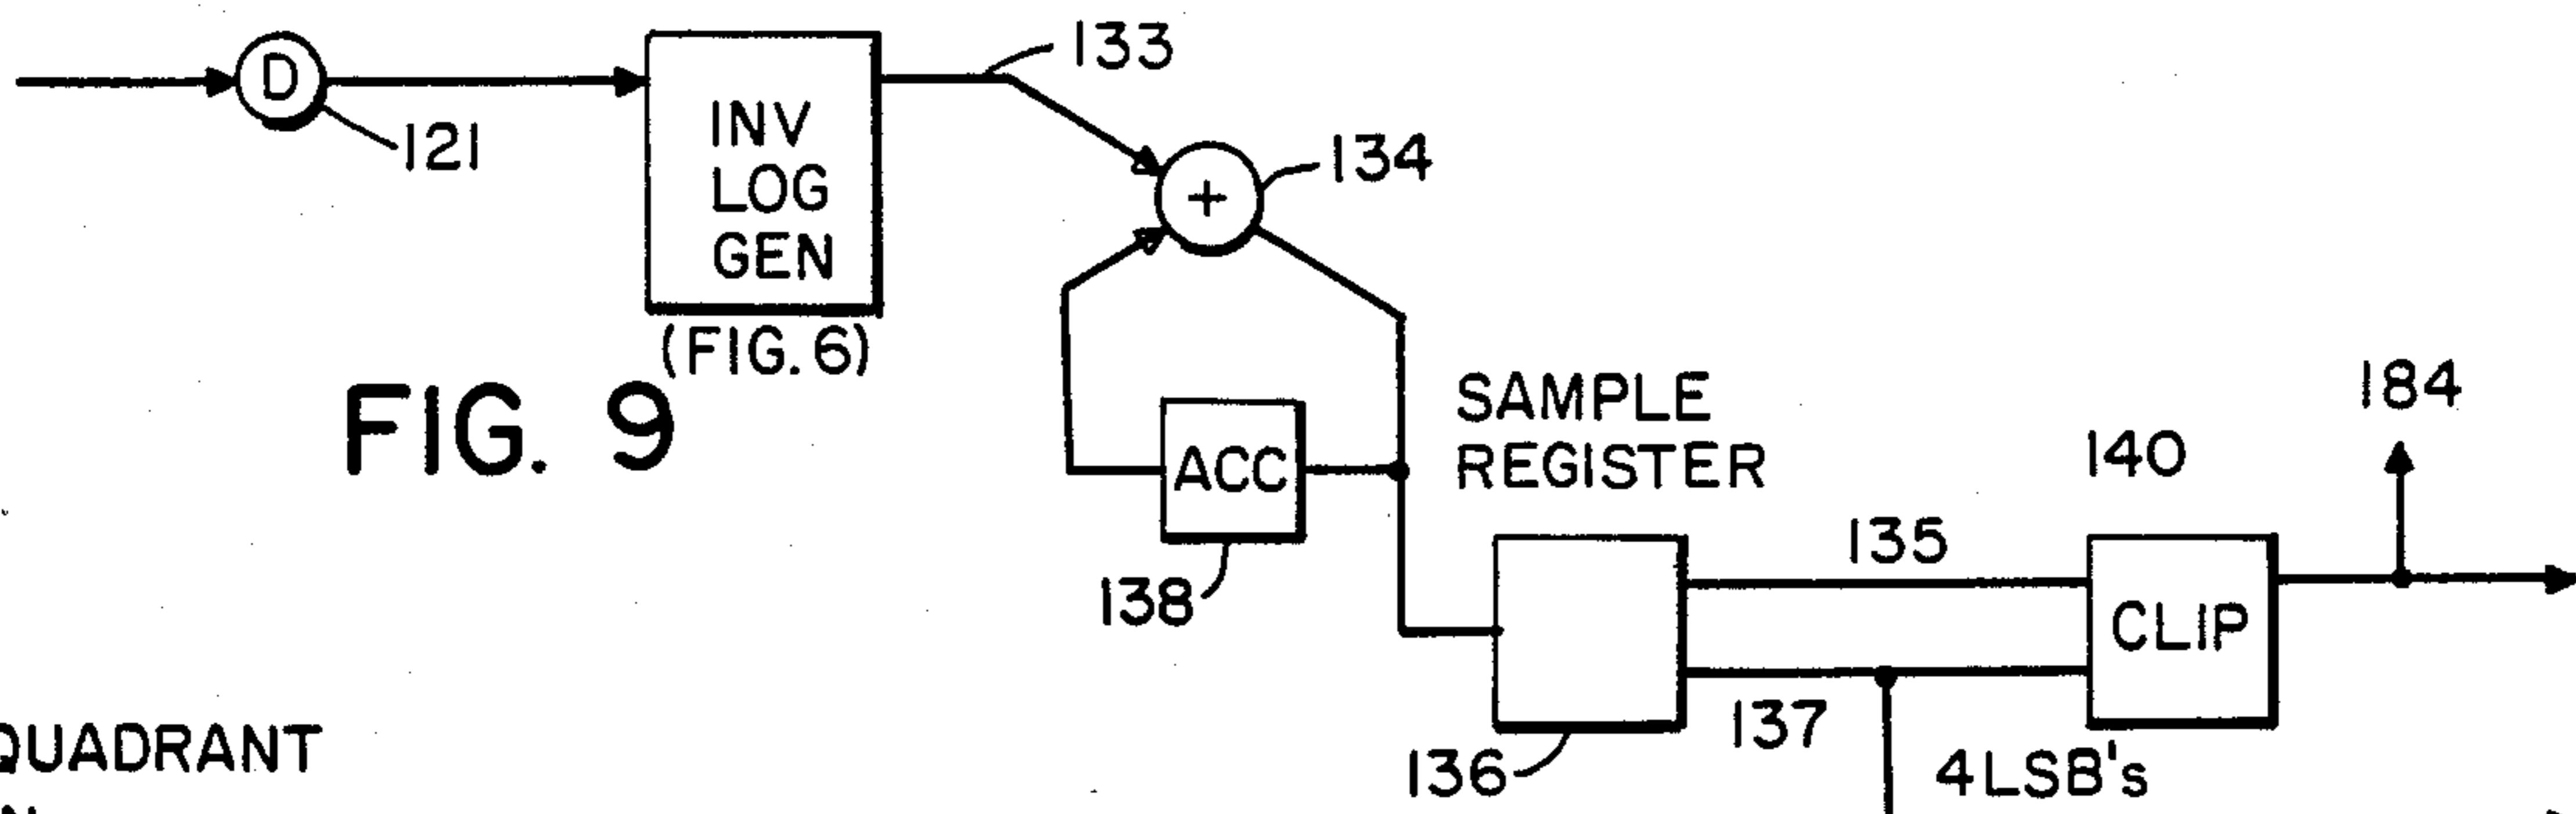 D
121
INV
LOG
GEN
(FIG. 6)
133
+
134
FIG. 9
ACC
138
SAMPLE
REGISTER
136
135
137
4LSB's
140
CLIP
184
QUADRANT